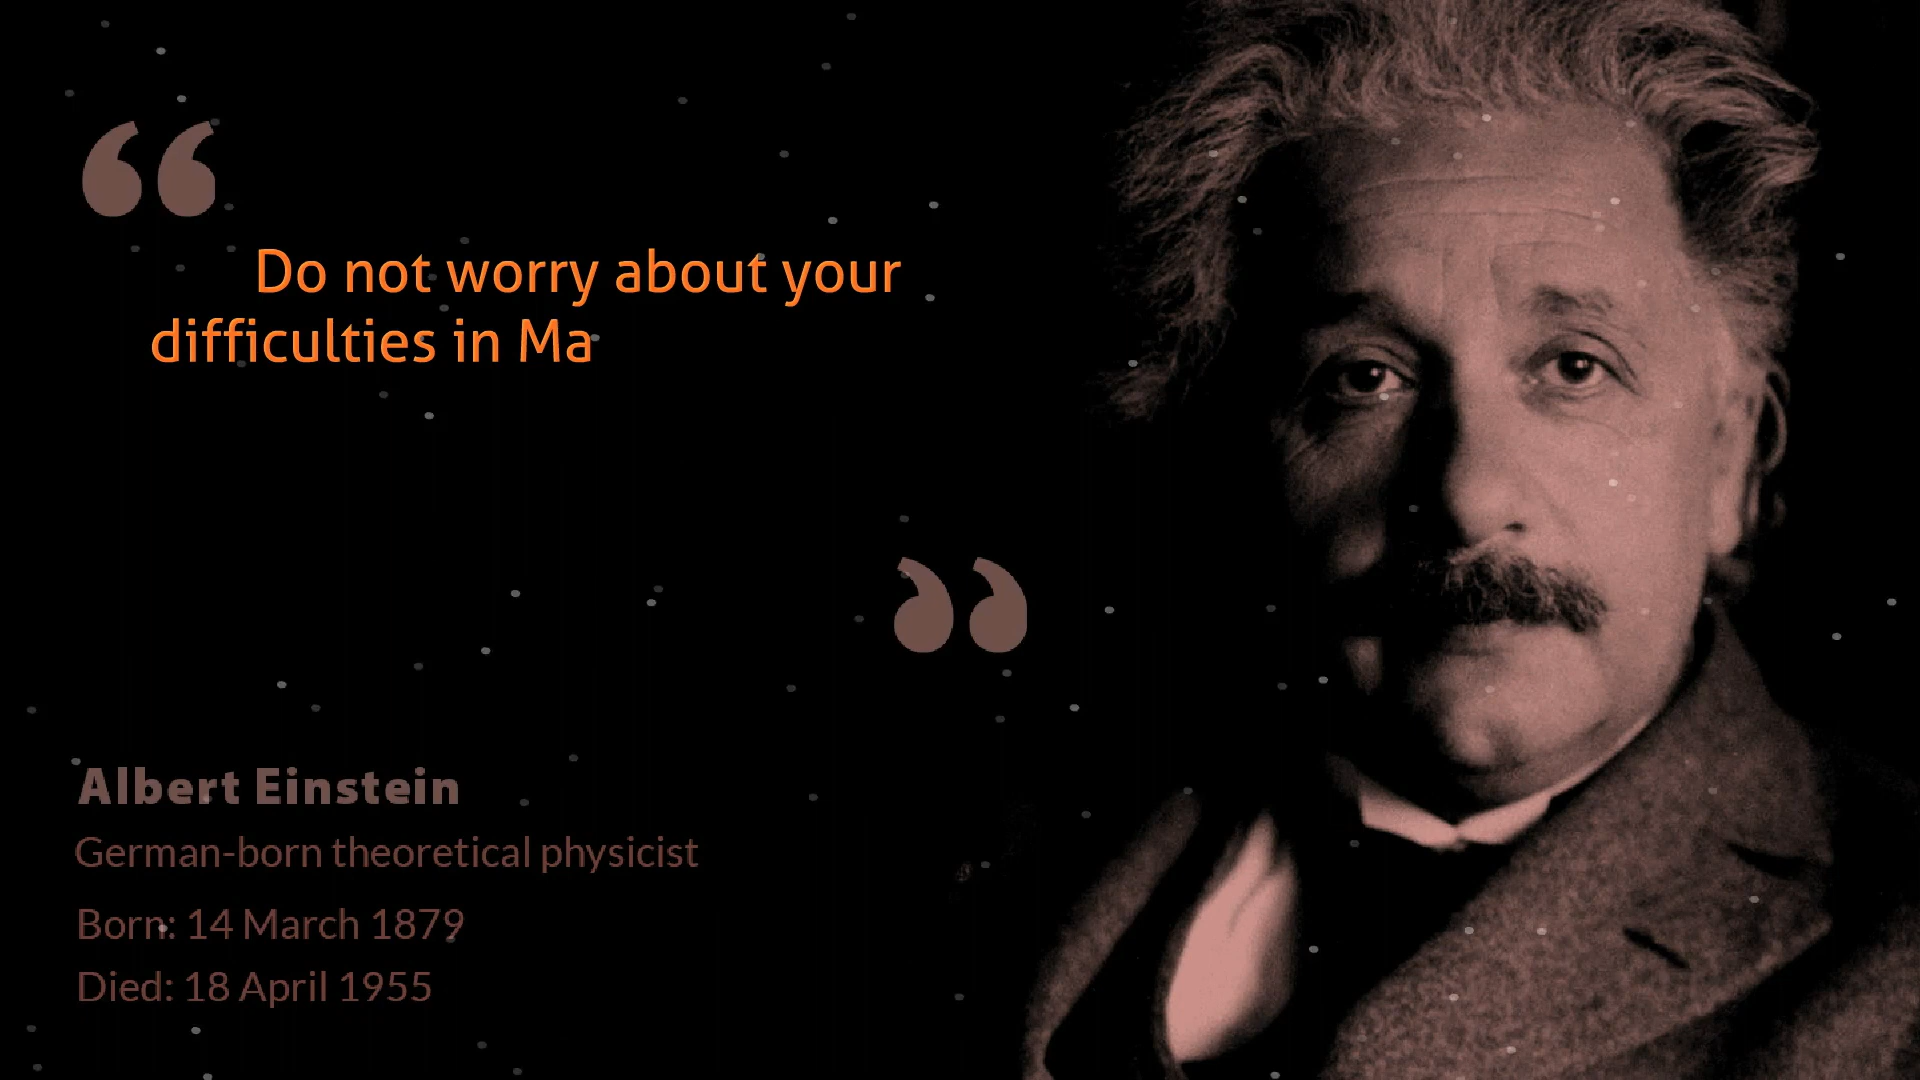 “
Do not worry about your
difficulties in Ma
”
Albert Einstein
German-born theoretical physicist
Born: 14 March 1879
Died: 18 April 1955